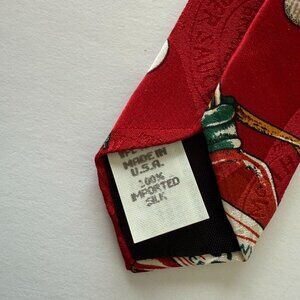 MADE IN
U.S.A.
100%
IMPORTED
SILK